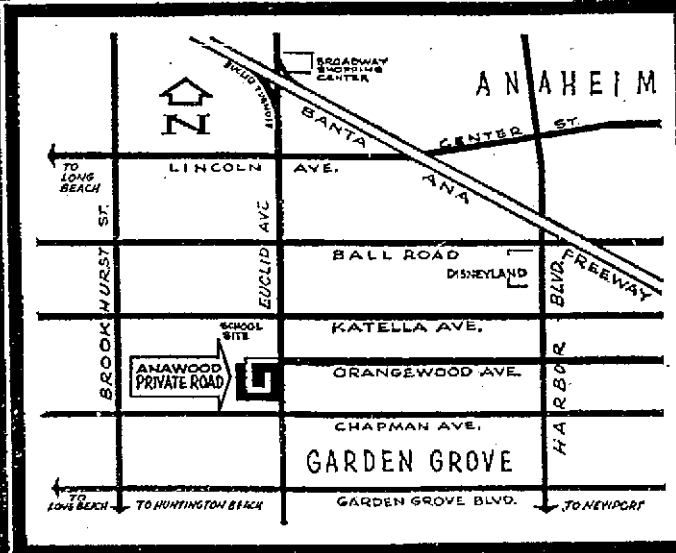 BROADWAY
SHOPPING
CENTER
EUCLID TURNOFF
ANAHEIM
N
SANTA
ANA
FREEWAY
CENTER ST.
TO
LONG
BEACH
LINCOLN AVE.
BROOKHURST ST.
EUCLID AVE
BALL ROAD
DISNEYLAND
HARBOR BLVD.
SCHOOL
SITE
KATELLA AVE.
ANAWOOD
PRIVATE ROAD
ORANGEWOOD AVE.
CHAPMAN AVE.
GARDEN GROVE
TO
LONG BEACH
TO HUNTINGTON BEACH
GARDEN GROVE BLVD.
TO NEWPORT